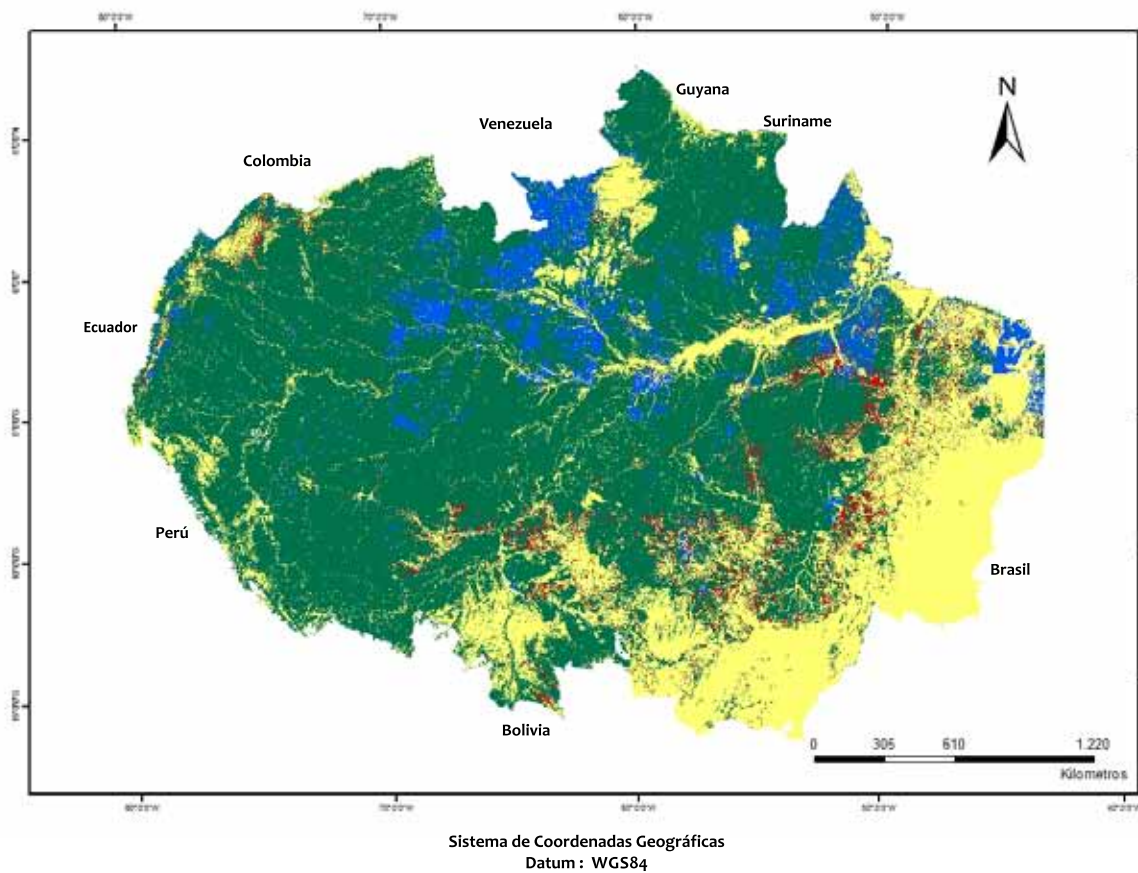 Guyana
Suriname
Venezuela
Colombia
Ecuador
Perú
Bolivia
Brasil
N
0 305 610 1.220
Kilometros
Sistema de Coordenadas Geográficas
Datum : WGS84